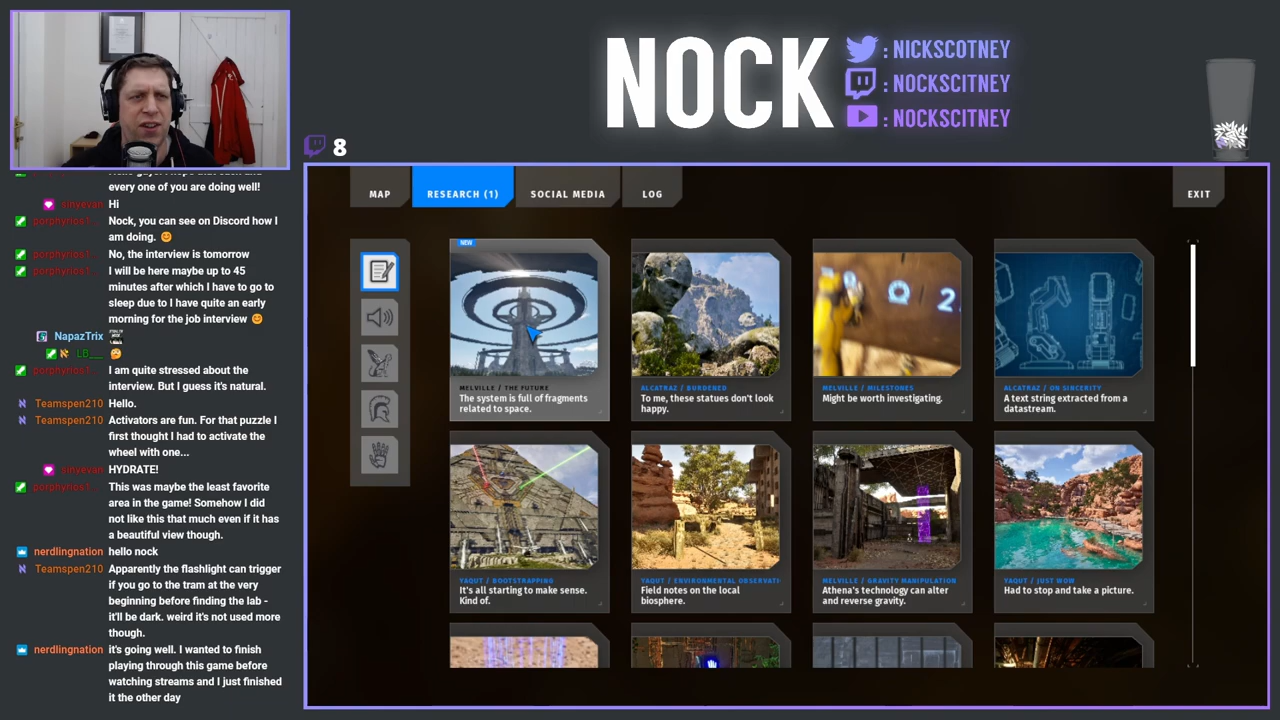 NOCK
: NICKSCOTNEY
: NOCKSCITNEY
: NOCKSCITNEY
8
every one of you are doing well!
sinyevan Hi
porphyrios1... Nock, you can see on Discord how I
am doing.
porphyrios1... No, the interview is tomorrow
porphyrios1... I will be here maybe up to 45
minutes after which I have to go to
sleep due to I have quite an early
morning for the job interview
NapazTrix
LB__
porphyrios1... I am quite stressed about the
interview. But I guess it's natural.
Teamspen210 Hello.
Teamspen210 Activators are fun. For that puzzle I
first thought I had to activate the
wheel with one...
sinyevan HYDRATE!
porphyrios1... This was maybe the least favorite
area in the game! Somehow I did
not like this that much even if it has
a beautiful view though.
nerdlingnation hello nock
Teamspen210 Apparently the flashlight can trigger
if you go to the tram at the very
beginning before finding the lab -
it'll be dark. weird it's not used more
though.
nerdlingnation it's going well. I wanted to finish
playing through this game before
watching streams and I just finished
it the other day
MAP
RESEARCH (1)
SOCIAL MEDIA
LOG
EXIT
NEW
MELVILLE / THE FUTURE
The system is full of fragments
related to space.
ALCATRAZ / BURDENED
To me, these statues don't look
happy.
MELVILLE / MILESTONES
Might be worth investigating.
ALCATRAZ / ON SINCERITY
A text string extracted from a
datastream.
YAQUT / BOOTSTRAPPING
It's all starting to make sense.
Kind of.
YAQUT / ENVIRONMENTAL OBSERVATI
Field notes on the local
biosphere.
MELVILLE / GRAVITY MANIPULATION
Athena's technology can alter
and reverse gravity.
YAQUT / JUST WOW
Had to stop and take a picture.